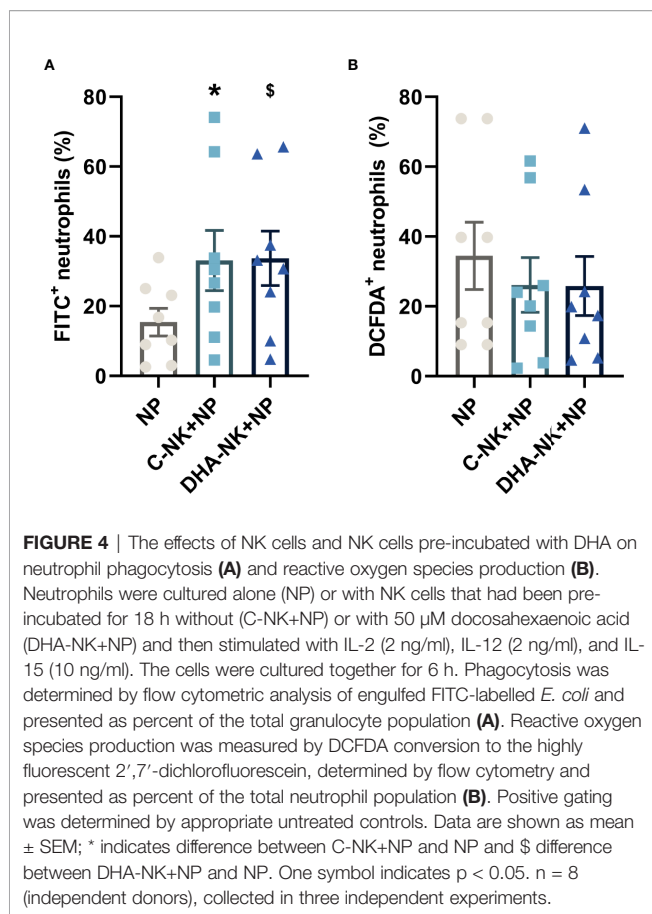 A
B
*
$
80
60
40
20
0
FITC+ neutrophils (%)
NP
C-NK+NP
DHA-NK+NP
80
60
40
20
0
DCFDA+ neutrophils (%)
NP
C-NK+NP
DHA-NK+NP
FIGURE 4 | The effects of NK cells and NK cells pre-incubated with DHA on
neutrophil phagocytosis (A) and reactive oxygen species production (B).
Neutrophils were cultured alone (NP) or with NK cells that had been pre-
incubated for 18 h without (C-NK+NP) or with 50 µM docosahexaenoic acid
(DHA-NK+NP) and then stimulated with IL-2 (2 ng/ml), IL-12 (2 ng/ml), and IL-
15 (10 ng/ml). The cells were cultured together for 6 h. Phagocytosis was
determined by flow cytometric analysis of engulfed FITC-labelled E. coli and
presented as percent of the total granulocyte population (A). Reactive oxygen
species production was measured by DCFDA conversion to the highly
fluorescent 2′,7′-dichlorofluorescein, determined by flow cytometry and
presented as percent of the total neutrophil population (B). Positive gating
was determined by appropriate untreated controls. Data are shown as mean
± SEM; * indicates difference between C-NK+NP and NP and $ difference
between DHA-NK+NP and NP. One symbol indicates p < 0.05. n = 8
(independent donors), collected in three independent experiments.